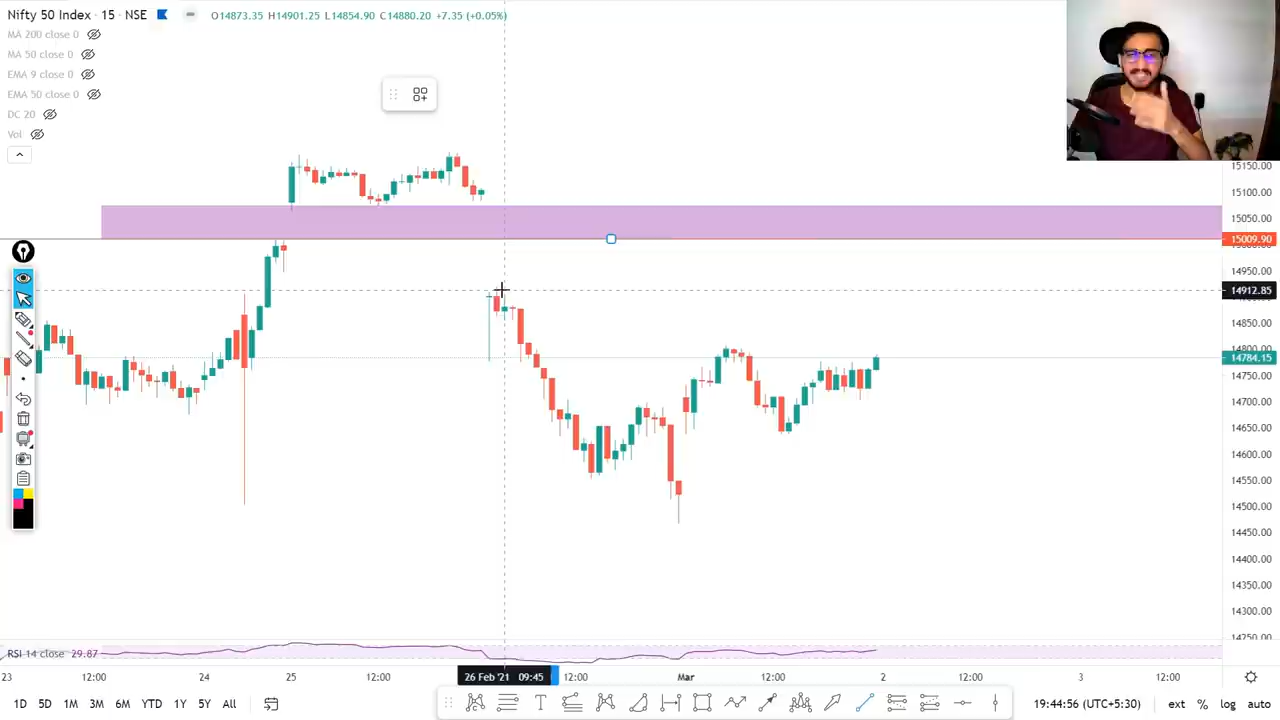 Nifty 50 Index · 15 · NSE O14873.35 H14901.25 L14854.90 C14880.20 +7.35 (+0.05%)
MA 200 close 0
MA 50 close 0
EMA 9 close 0
EMA 50 close 0
DC 20
Vol
15150.00
15100.00
15050.00
15009.90
14950.00
14912.85
14850.00
14800.00
14784.15
14750.00
14700.00
14650.00
14600.00
14550.00
14500.00
14450.00
14400.00
14350.00
14300.00
14250.00
RSI 14 close 29.87
23 12:00 24 25 12:00 26 Feb '21 09:45 12:00 Mar 12:00 2 12:00 3 12:00
1D 5D 1M 3M 6M YTD 1Y 5Y All 19:44:56 (UTC+5:30) ext % log auto